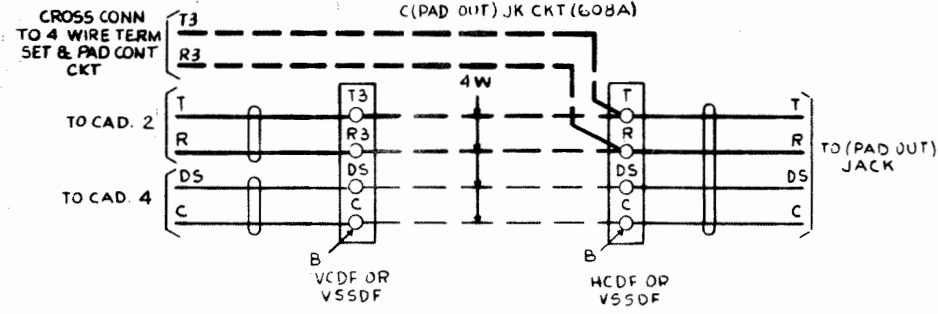 C(PAD OUT) JK CKT (608A)
CROSS CONN
TO 4 WIRE TERM
SET & PAD CONT
CKT
T3
R3
4W
T3
T
T
T
TO CAD. 2
R
R3
R
R
TO (PAD OUT)
JACK
DS
DS
DS
DS
TO CAD. 4
C
C
C
C
B
B
VCDF OR
VSSDF
HCDF OR
VSSDF